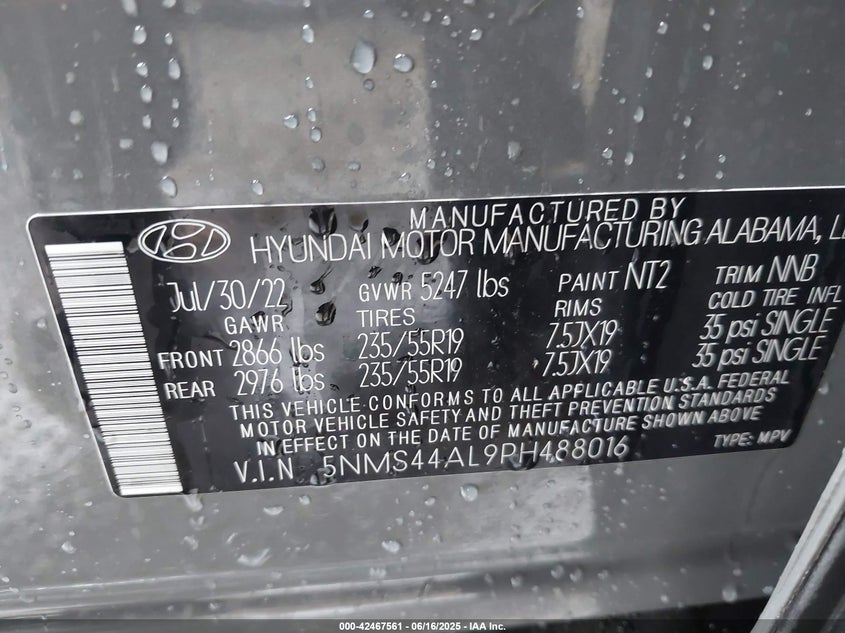 MANUFACTURED BY
HYUNDAI MOTOR MANUFACTURING ALABAMA,
Jul/30/22 GVWR 5247 lbs PAINT NT2 TRIM NNB
GAWR TIRES RIMS COLD TIRE INFL
FRONT 2866 lbs 235/55R19 7.5JX19 35 psi SINGLE
REAR 2976 lbs 235/55R19 7.5JX19 35 psi SINGLE
THIS VEHICLE CONFORMS TO ALL APPLICABLE U.S.A. FEDERAL
MOTOR VEHICLE SAFETY AND THEFT PREVENTION STANDARDS
IN EFFECT ON THE DATE OF MANUFACTURE SHOWN ABOVE
V.I.N 5NMS44AL9PH488016 TYPE: MPV
000-42467561 - 06/16/2025 - IAA Inc.